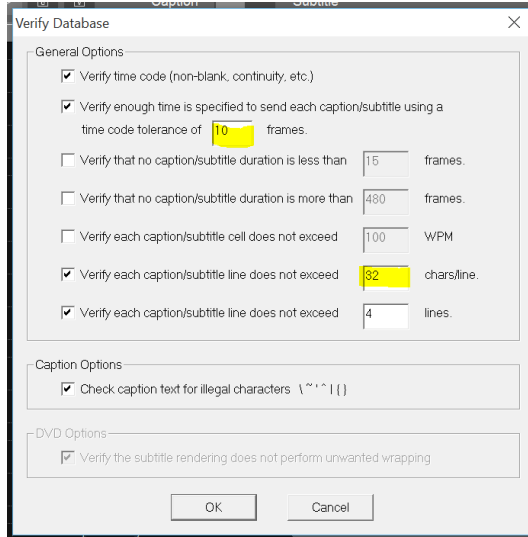 Caption Subtitle
Verify Database
General Options
Verify time code (non-blank, continuity, etc.)
Verify enough time is specified to send each caption/subtitle using a
time code tolerance of 10 frames.
Verify that no caption/subtitle duration is less than 15 frames.
Verify that no caption/subtitle duration is more than 480 frames.
Verify each caption/subtitle cell does not exceed 100 WPM
Verify each caption/subtitle line does not exceed 32 chars/line.
Verify each caption/subtitle line does not exceed 4 lines.
Caption Options
Check caption text for illegal characters \ ~ ' ^ | { }
DVD Options
Verify the subtitle rendering does not perform unwanted wrapping
OK Cancel